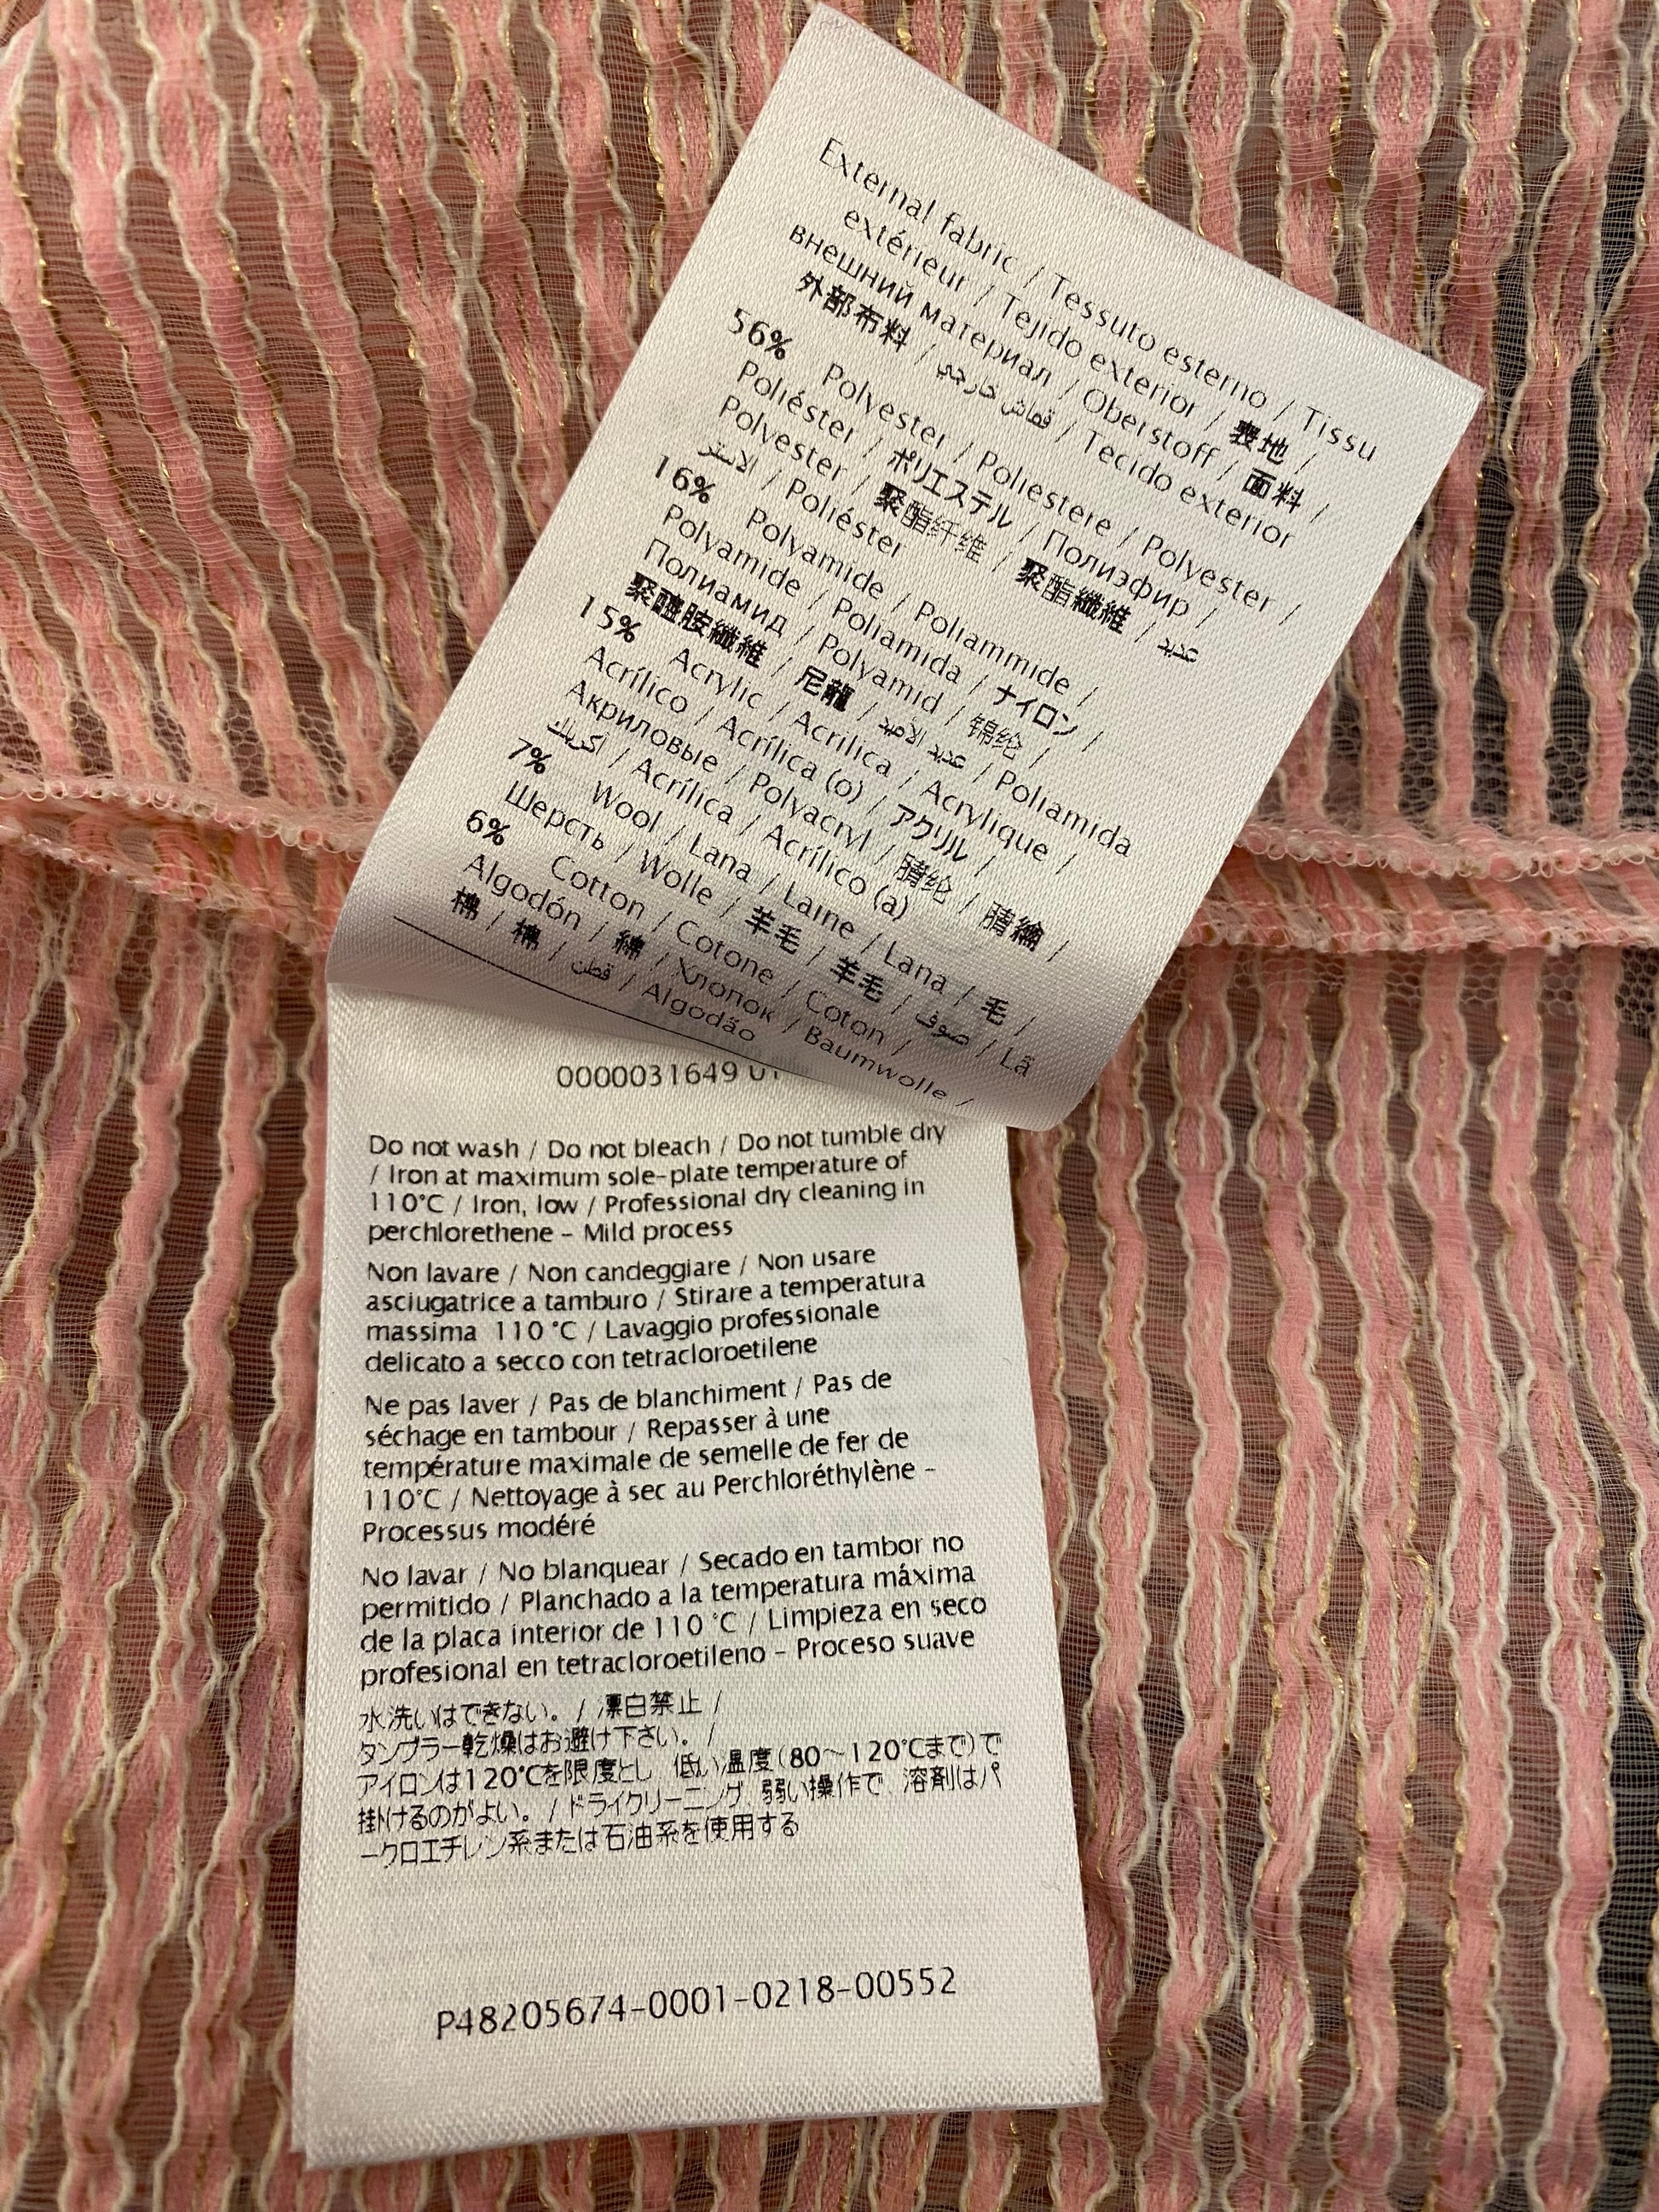 External fabric / Tessuto esterno / Tissu
extérieur / Tejido exterior / 表地 /
внешний материал / Oberstoff / 面料 /
外部布料 / قماش خارجي / Tecido exterior
56% Polyester / Poliestere / Polyester /
Poliéster / ポリエステル / Полиэфир /
Polyester / 聚酯纤维 / 聚酯纖維 / عديد
الاستر / Poliéster
16% Polyamide / Poliammide /
Polyamide / Poliamida / ナイロン /
Полиамид / Polyamid / 锦纶 /
聚醯胺纖維 / 尼龍 / عديد الاميد / Poliamida
15% Acrylic / Acrilica / Acrylique /
Acrílico / Acrílica (o) / アクリル /
Акриловые / Polyacryl / 腈纶 / 腈綸 /
اكريليك / Acrílica / Acrílico (a)
7% Wool / Lana / Laine / Lana / 毛 /
Шерсть / Wolle / 羊毛 / 羊毛 / صوف / Lã
6% Cotton / Cotone / Coton /
Algodón / 綿 / Хлопок / Baumwolle /
棉 / 棉 / قطن / Algodão
0000031649 01
Do not wash / Do not bleach / Do not tumble dry
/ Iron at maximum sole-plate temperature of
110°C / Iron, low / Professional dry cleaning in
perchlorethene – Mild process
Non lavare / Non candeggiare / Non usare
asciugatrice a tamburo / Stirare a temperatura
massima 110 °C / Lavaggio professionale
delicato a secco con tetracloroetilene
Ne pas laver / Pas de blanchiment / Pas de
séchage en tambour / Repasser à une
température maximale de semelle de fer de
110°C / Nettoyage à sec au Perchloréthylène –
Processus modéré
No lavar / No blanquear / Secado en tambor no
permitido / Planchado a la temperatura máxima
de la placa interior de 110 °C / Limpieza en seco
profesional en tetracloroetileno – Proceso suave
水洗いはできない。 / 漂白禁止 /
タンブラー乾燥はお避け下さい。 /
アイロンは120℃を限度とし、低い温度(80～120℃まで)で
掛けるのがよい。 / ドライクリーニング、弱い操作で、溶剤はパ
ークロエチレン系または石油系を使用する
P48205674-0001-0218-00552